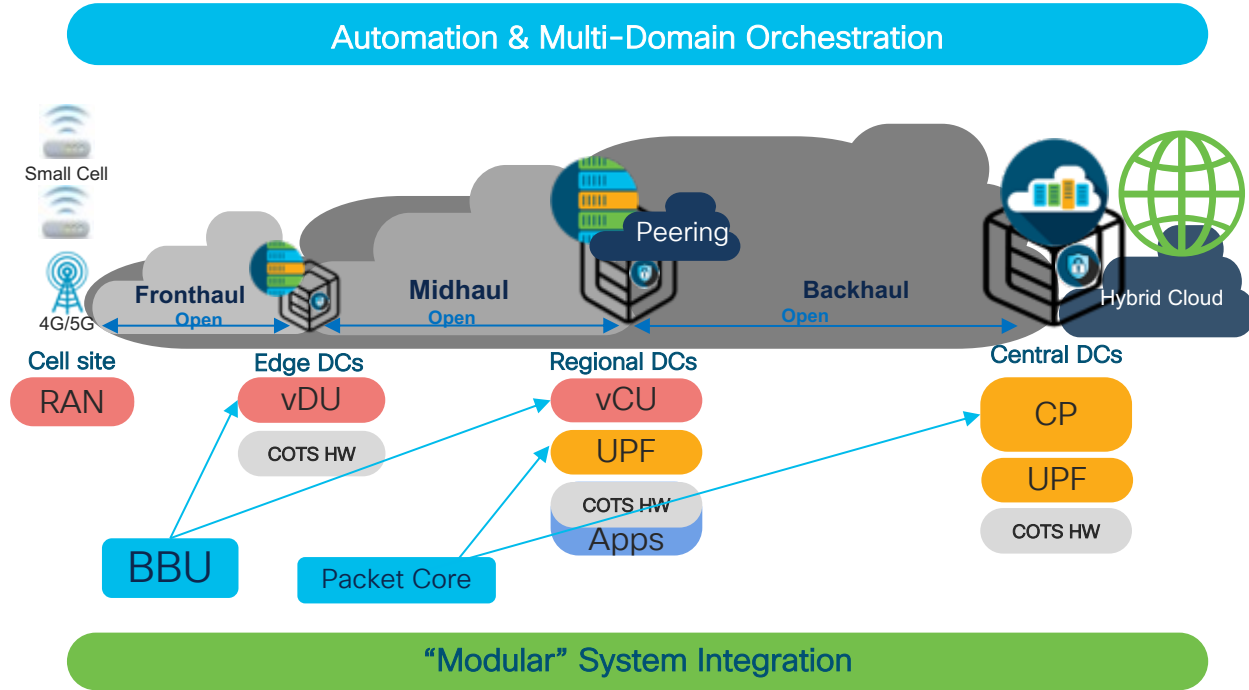 Automation & Multi-Domain Orchestration
Small Cell
4G/5G
Fronthaul
Open
Midhaul
Open
Peering
Backhaul
Open
Hybrid Cloud
Cell site
RAN
Edge DCs
vDU
COTS HW
Regional DCs
vCU
UPF
COTS HW
Apps
Central DCs
CP
UPF
COTS HW
BBU
Packet Core
“Modular” System Integration